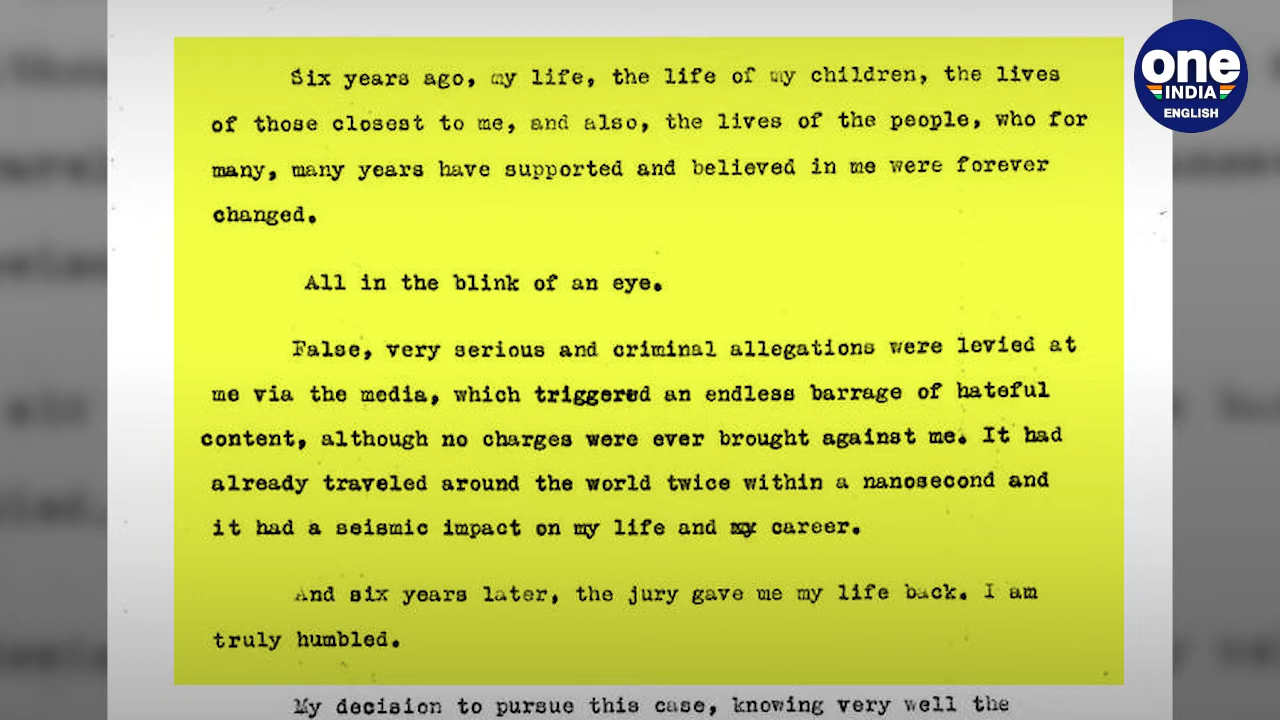 Six years ago, my life, the life of my children, the lives
of those closest to me, and also, the lives of the people, who for
many, many years have supported and believed in me were forever
changed.
All in the blink of an eye.
False, very serious and criminal allegations were levied at
me via the media, which triggered an endless barrage of hateful
content, although no charges were ever brought against me. It had
already traveled around the world twice within a nanosecond and
it had a seismic impact on my life and my career.
And six years later, the jury gave me my life back. I am
truly humbled.
My decision to pursue this case, knowing very well the
one
INDIA
ENGLISH